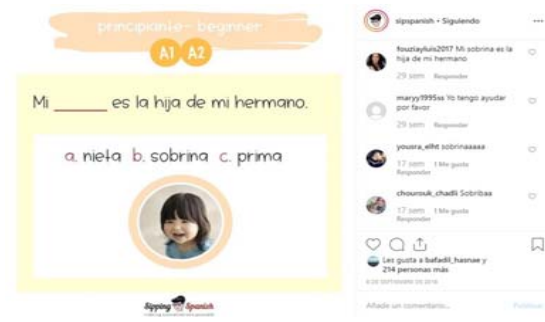 principiante - beginner
A1 A2
Mi ______ es la hija de mi hermano.
a. nieta b. sobrina c. prima
Sipping Spanish
sipspanish • Siguiendo
fouziayluis2017 Mi sobrina es la
hija de mi hermano
29 sem Responder
maryy1995ss Yo tengo ayudar
por favor
29 sem Responder
yousra_elht sobrinaaaaa
17 sem 1 Me gusta
Responder
chourouk_chadli Sobribaa
17 sem 1 Me gusta
Responder
Les gusta a bafadil_hasnae y
214 personas más
DE SEPTIEMBRE DE
Añade un comentario...
Publicar